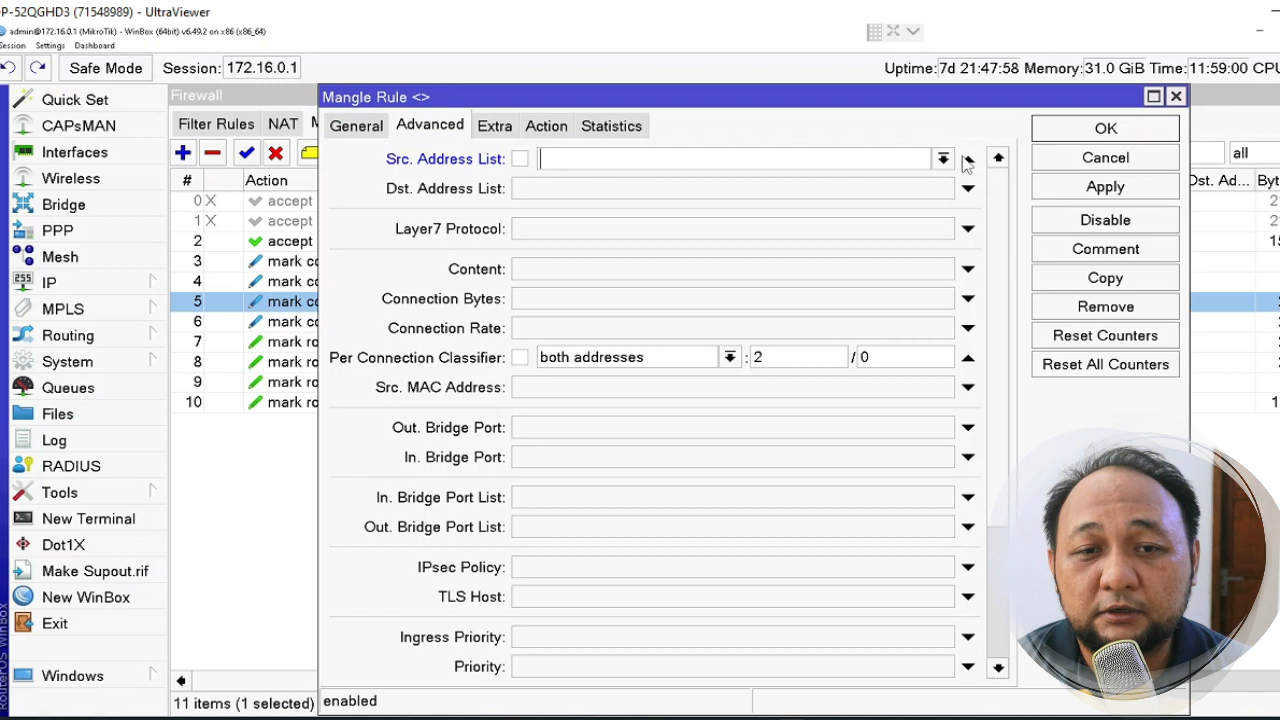 P-52QGHD3 (71548989) - UltraViewer
admin@172.16.0.1 (MikroTik) - WinBox (64bit) v6.49.2 on x86 (x86_64)
Session Settings Dashboard
Safe Mode Session: 172.16.0.1 Uptime: 7d 21:47:58 Memory: 31.0 GiB Time: 11:59:00 CPU
Quick Set
CAPsMAN
Interfaces
Wireless
Bridge
PPP
Mesh
IP
MPLS
Routing
System
Queues
Files
Log
RADIUS
Tools
New Terminal
Dot1X
Make Supout.rif
New WinBox
Exit
Windows
RouterOS WinBox
Firewall
Filter Rules NAT M
# Action
0 X accept
1 X accept
2 accept
3 mark co
4 mark co
5 mark co
6 mark co
7 mark ro
8 mark ro
9 mark ro
10 mark ro
11 items (1 selected)
Mangle Rule <>
General Advanced Extra Action Statistics
Src. Address List:
Dst. Address List:
Layer7 Protocol:
Content:
Connection Bytes:
Connection Rate:
Per Connection Classifier: both addresses : 2 / 0
Src. MAC Address:
Out. Bridge Port:
In. Bridge Port:
In. Bridge Port List:
Out. Bridge Port List:
IPsec Policy:
TLS Host:
Ingress Priority:
Priority:
enabled
OK
Cancel
Apply
Disable
Comment
Copy
Remove
Reset Counters
Reset All Counters
all
Dst. Ad... Byt